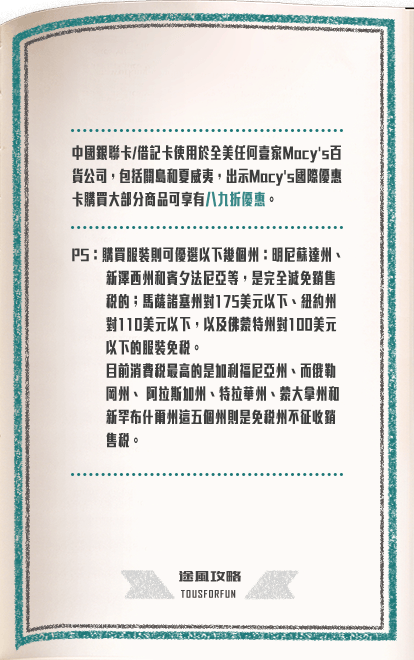 中國銀聯卡/借記卡使用於全美任何壹家Macy's百
貨公司，包括關島和夏威夷，出示Macy's國際優惠
卡購買大部分商品可享有八九折優惠。
PS：購買服裝則可優選以下幾個州：明尼蘇達州、
新澤西州和賓夕法尼亞等，是完全減免銷售
稅的；馬薩諸塞州對175美元以下、紐約州
對110美元以下，以及佛蒙特州對100美元
以下的服裝免稅。
目前消費稅最高的是加利福尼亞州、而俄勒
岡州、阿拉斯加州、特拉華州、蒙大拿州和
新罕布什爾州這五個州則是免稅州不征收銷
售稅。
途風攻略
TOUSFORFUN